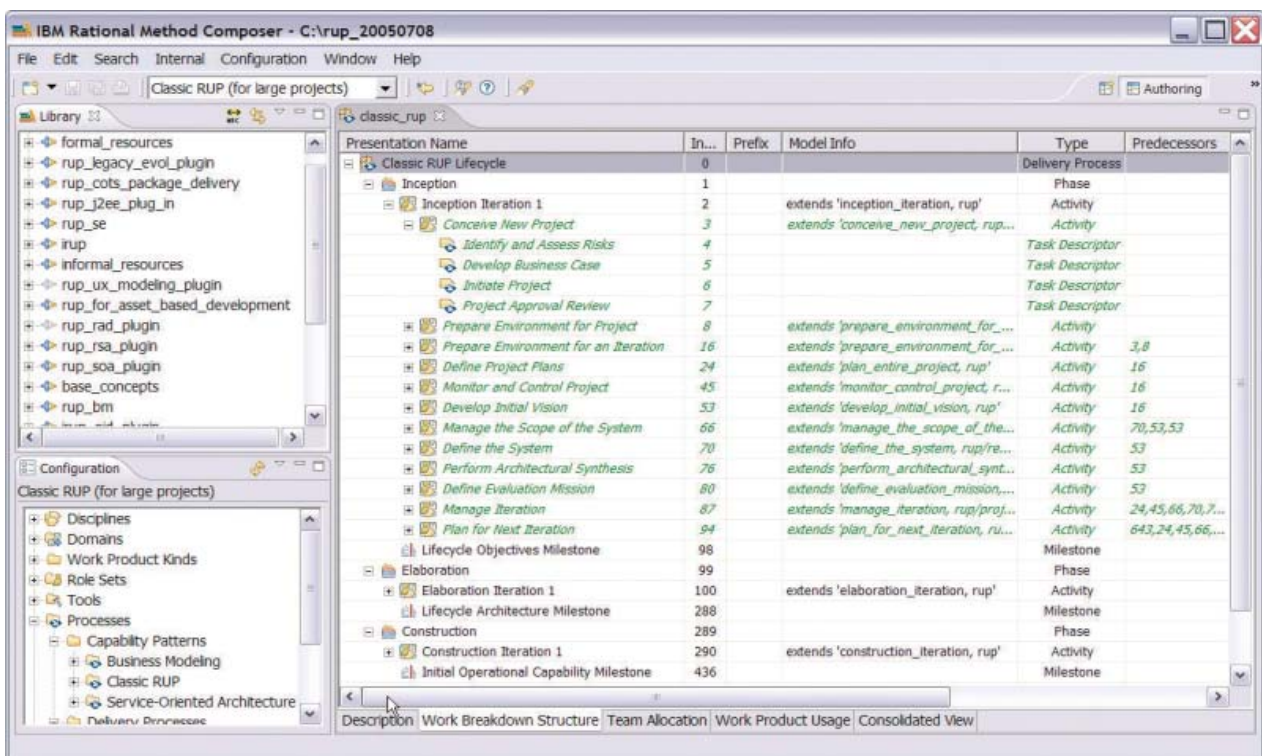 IBM Rational Method Composer - C:\rup_20050708
File Edit Search Internal Configuration Window Help
Classic RUP (for large projects) Authoring
Library
formal_resources
rup_legacy_evol_plugin
rup_cots_package_delivery
rup_j2ee_plug_in
rup_se
irup
informal_resources
rup_ux_modeling_plugin
rup_for_asset_based_development
rup_rad_plugin
rup_rsa_plugin
rup_soa_plugin
base_concepts
rup_bm
Configuration
Classic RUP (for large projects)
Disciplines
Domains
Work Product Kinds
Role Sets
Tools
Processes
Capability Patterns
Business Modeling
Classic RUP
Service-Oriented Architecture
Delivery Processes
classic_rup
Presentation Name In... Prefix Model Info Type Predecessors
Classic RUP Lifecycle 0 Delivery Process
Inception 1 Phase
Inception Iteration 1 2 extends 'inception_iteration, rup' Activity
Conceive New Project 3 extends 'conceive_new_project, rup... Activity
Identify and Assess Risks 4 Task Descriptor
Develop Business Case 5 Task Descriptor
Initiate Project 6 Task Descriptor
Project Approval Review 7 Task Descriptor
Prepare Environment for Project 8 extends 'prepare_environment_for_... Activity
Prepare Environment for an Iteration 16 extends 'prepare_environment_for_... Activity 3,8
Define Project Plans 24 extends 'plan_entire_project, rup' Activity 16
Monitor and Control Project 45 extends 'monitor_control_project, r... Activity 16
Develop Initial Vision 53 extends 'develop_initial_vision, rup' Activity 16
Manage the Scope of the System 66 extends 'manage_the_scope_of_the... Activity 70,53,53
Define the System 70 extends 'define_the_system, rup/re... Activity 53
Perform Architectural Synthesis 76 extends 'perform_architectural_synt... Activity 53
Define Evaluation Mission 80 extends 'define_evaluation_mission,... Activity 53
Manage Iteration 87 extends 'manage_iteration, rup/proj... Activity 24,45,66,70,7...
Plan for Next Iteration 94 extends 'plan_for_next_iteration, ru... Activity 643,24,45,66,...
Lifecycle Objectives Milestone 98 Milestone
Elaboration 99 Phase
Elaboration Iteration 1 100 extends 'elaboration_iteration, rup' Activity
Lifecycle Architecture Milestone 288 Milestone
Construction 289 Phase
Construction Iteration 1 290 extends 'construction_iteration, rup' Activity
Initial Operational Capability Milestone 436 Milestone
Description Work Breakdown Structure Team Allocation Work Product Usage Consolidated View